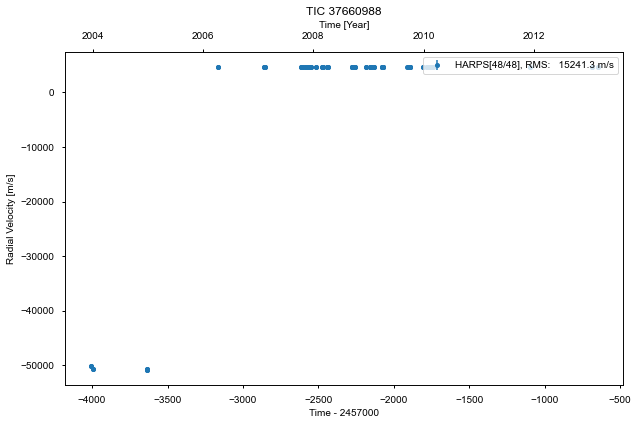 TIC 37660988
Time [Year]
2004 2006 2008 2010 2012
HARPS[48/48], RMS: 15241.3 m/s
0
−10000
−20000
−30000
−40000
−50000
Radial Velocity [m/s]
−4000 −3500 −3000 −2500 −2000 −1500 −1000 −500
Time - 2457000